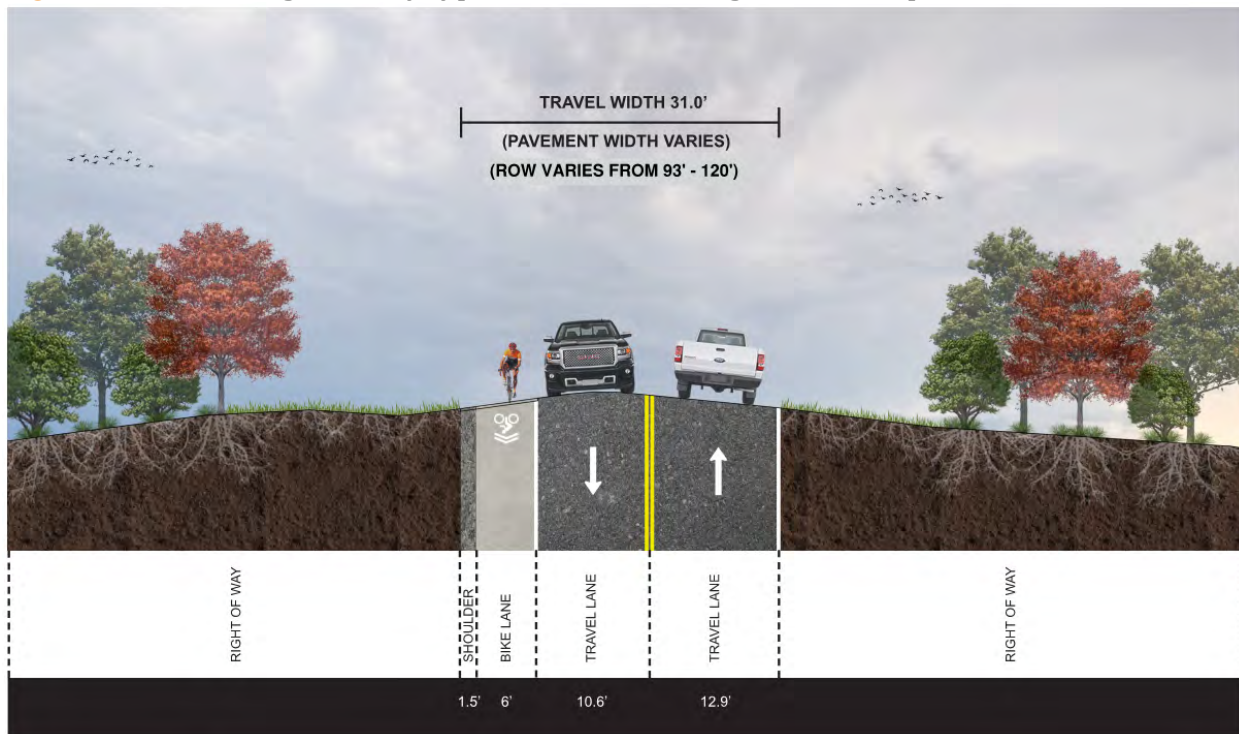 TRAVEL WIDTH 31.0'
(PAVEMENT WIDTH VARIES)
(ROW VARIES FROM 93' - 120')
RIGHT OF WAY
SHOULDER
BIKE LANE
TRAVEL LANE
TRAVEL LANE
RIGHT OF WAY
1.5' 6' 10.6' 12.9'